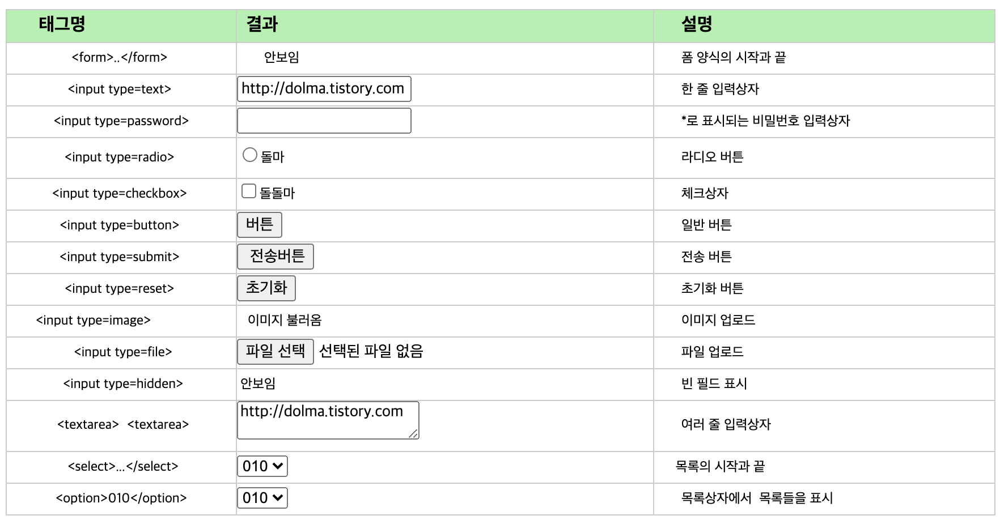 태그명 결과 설명
<form>..</form> 안보임 폼 양식의 시작과 끝
<input type=text> http://dolma.tistory.com 한 줄 입력상자
<input type=password> *로 표시되는 비밀번호 입력상자
<input type=radio> 돌마 라디오 버튼
<input type=checkbox> 돌돌마 체크상자
<input type=button> 버튼 일반 버튼
<input type=submit> 전송버튼 전송 버튼
<input type=reset> 초기화 초기화 버튼
<input type=image> 이미지 불러옴 이미지 업로드
<input type=file> 파일 선택 선택된 파일 없음 파일 업로드
<input type=hidden> 안보임 빈 필드 표시
<textarea> <textarea> http://dolma.tistory.com 여러 줄 입력상자
<select>...</select> 010 목록의 시작과 끝
<option>010</option> 010 목록상자에서 목록들을 표시